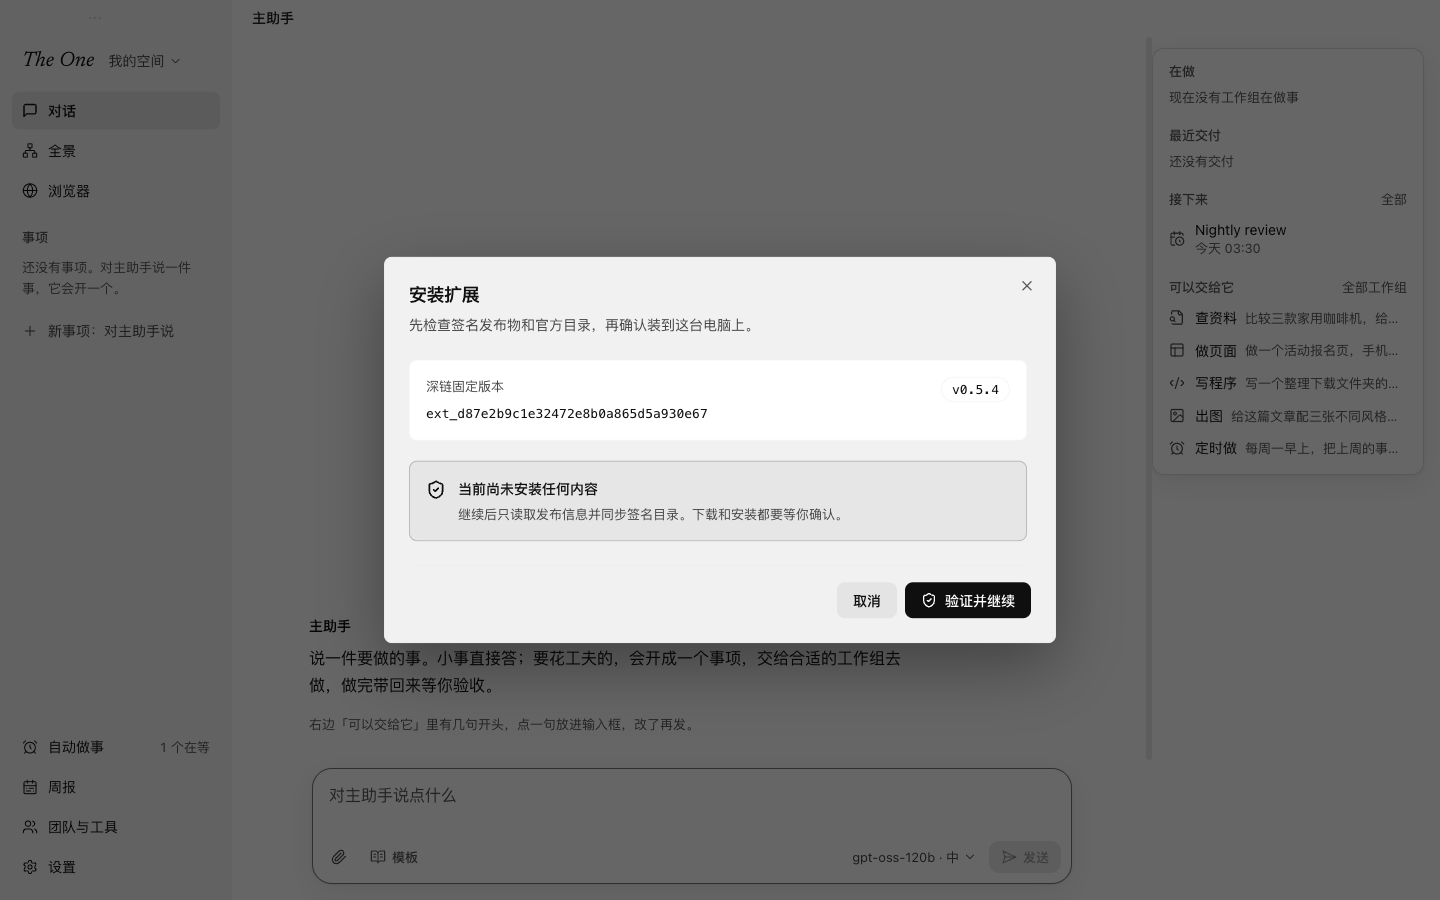 主助手
The One 我的空间
对话
全景
浏览器
事项
还没有事项。对主助手说一件
事，它会开一个。
新事项：对主助手说
自动做事 1 个在等
周报
团队与工具
设置
安装扩展
先检查签名发布物和官方目录，再确认装到这台电脑上。
深链固定版本
v0.5.4
ext_d87e2b9c1e32472e8b0a865d5a930e67
当前尚未安装任何内容
继续后只读取发布信息并同步签名目录。下载和安装都要等你确认。
取消 验证并继续
主助手
说一件要做的事。小事直接答；要花工夫的，会开成一个事项，交给合适的工作组去
做，做完带回来等你验收。
右边「可以交给它」里有几句开头，点一句放进输入框，改了再发。
对主助手说点什么
模板
gpt-oss-120b · 中
发送
在做
现在没有工作组在做事
最近交付
还没有交付
接下来 全部
Nightly review
今天 03:30
可以交给它 全部工作组
查资料 比较三款家用咖啡机，给...
做页面 做一个活动报名页，手机...
写程序 写一个整理下载文件夹的...
出图 给这篇文章配三张不同风格...
定时做 每周一早上，把上周的事...